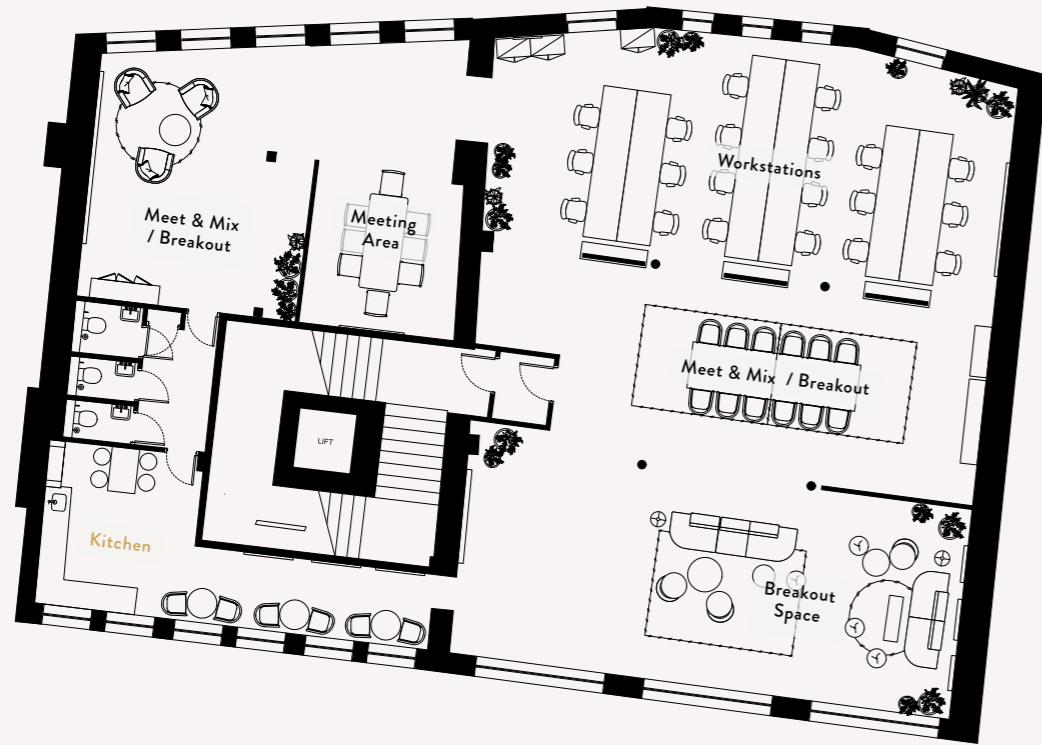 Workstations
Meet & Mix
/ Breakout
Meeting
Area
Meet & Mix / Breakout
LIFT
Kitchen
Breakout
Space